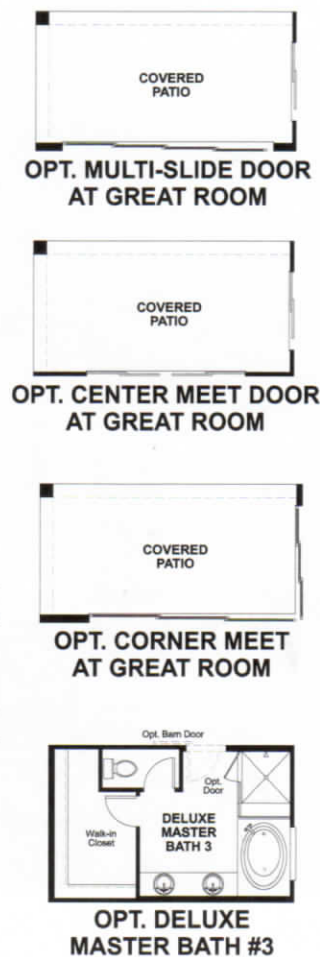 COVERED
PATIO
OPT. MULTI-SLIDE DOOR
AT GREAT ROOM
COVERED
PATIO
OPT. CENTER MEET DOOR
AT GREAT ROOM
COVERED
PATIO
OPT. CORNER MEET
AT GREAT ROOM
Opt. Barn Door
Opt.
Door
DELUXE
MASTER
BATH 3
Walk-in
Closet
OPT. DELUXE
MASTER BATH #3